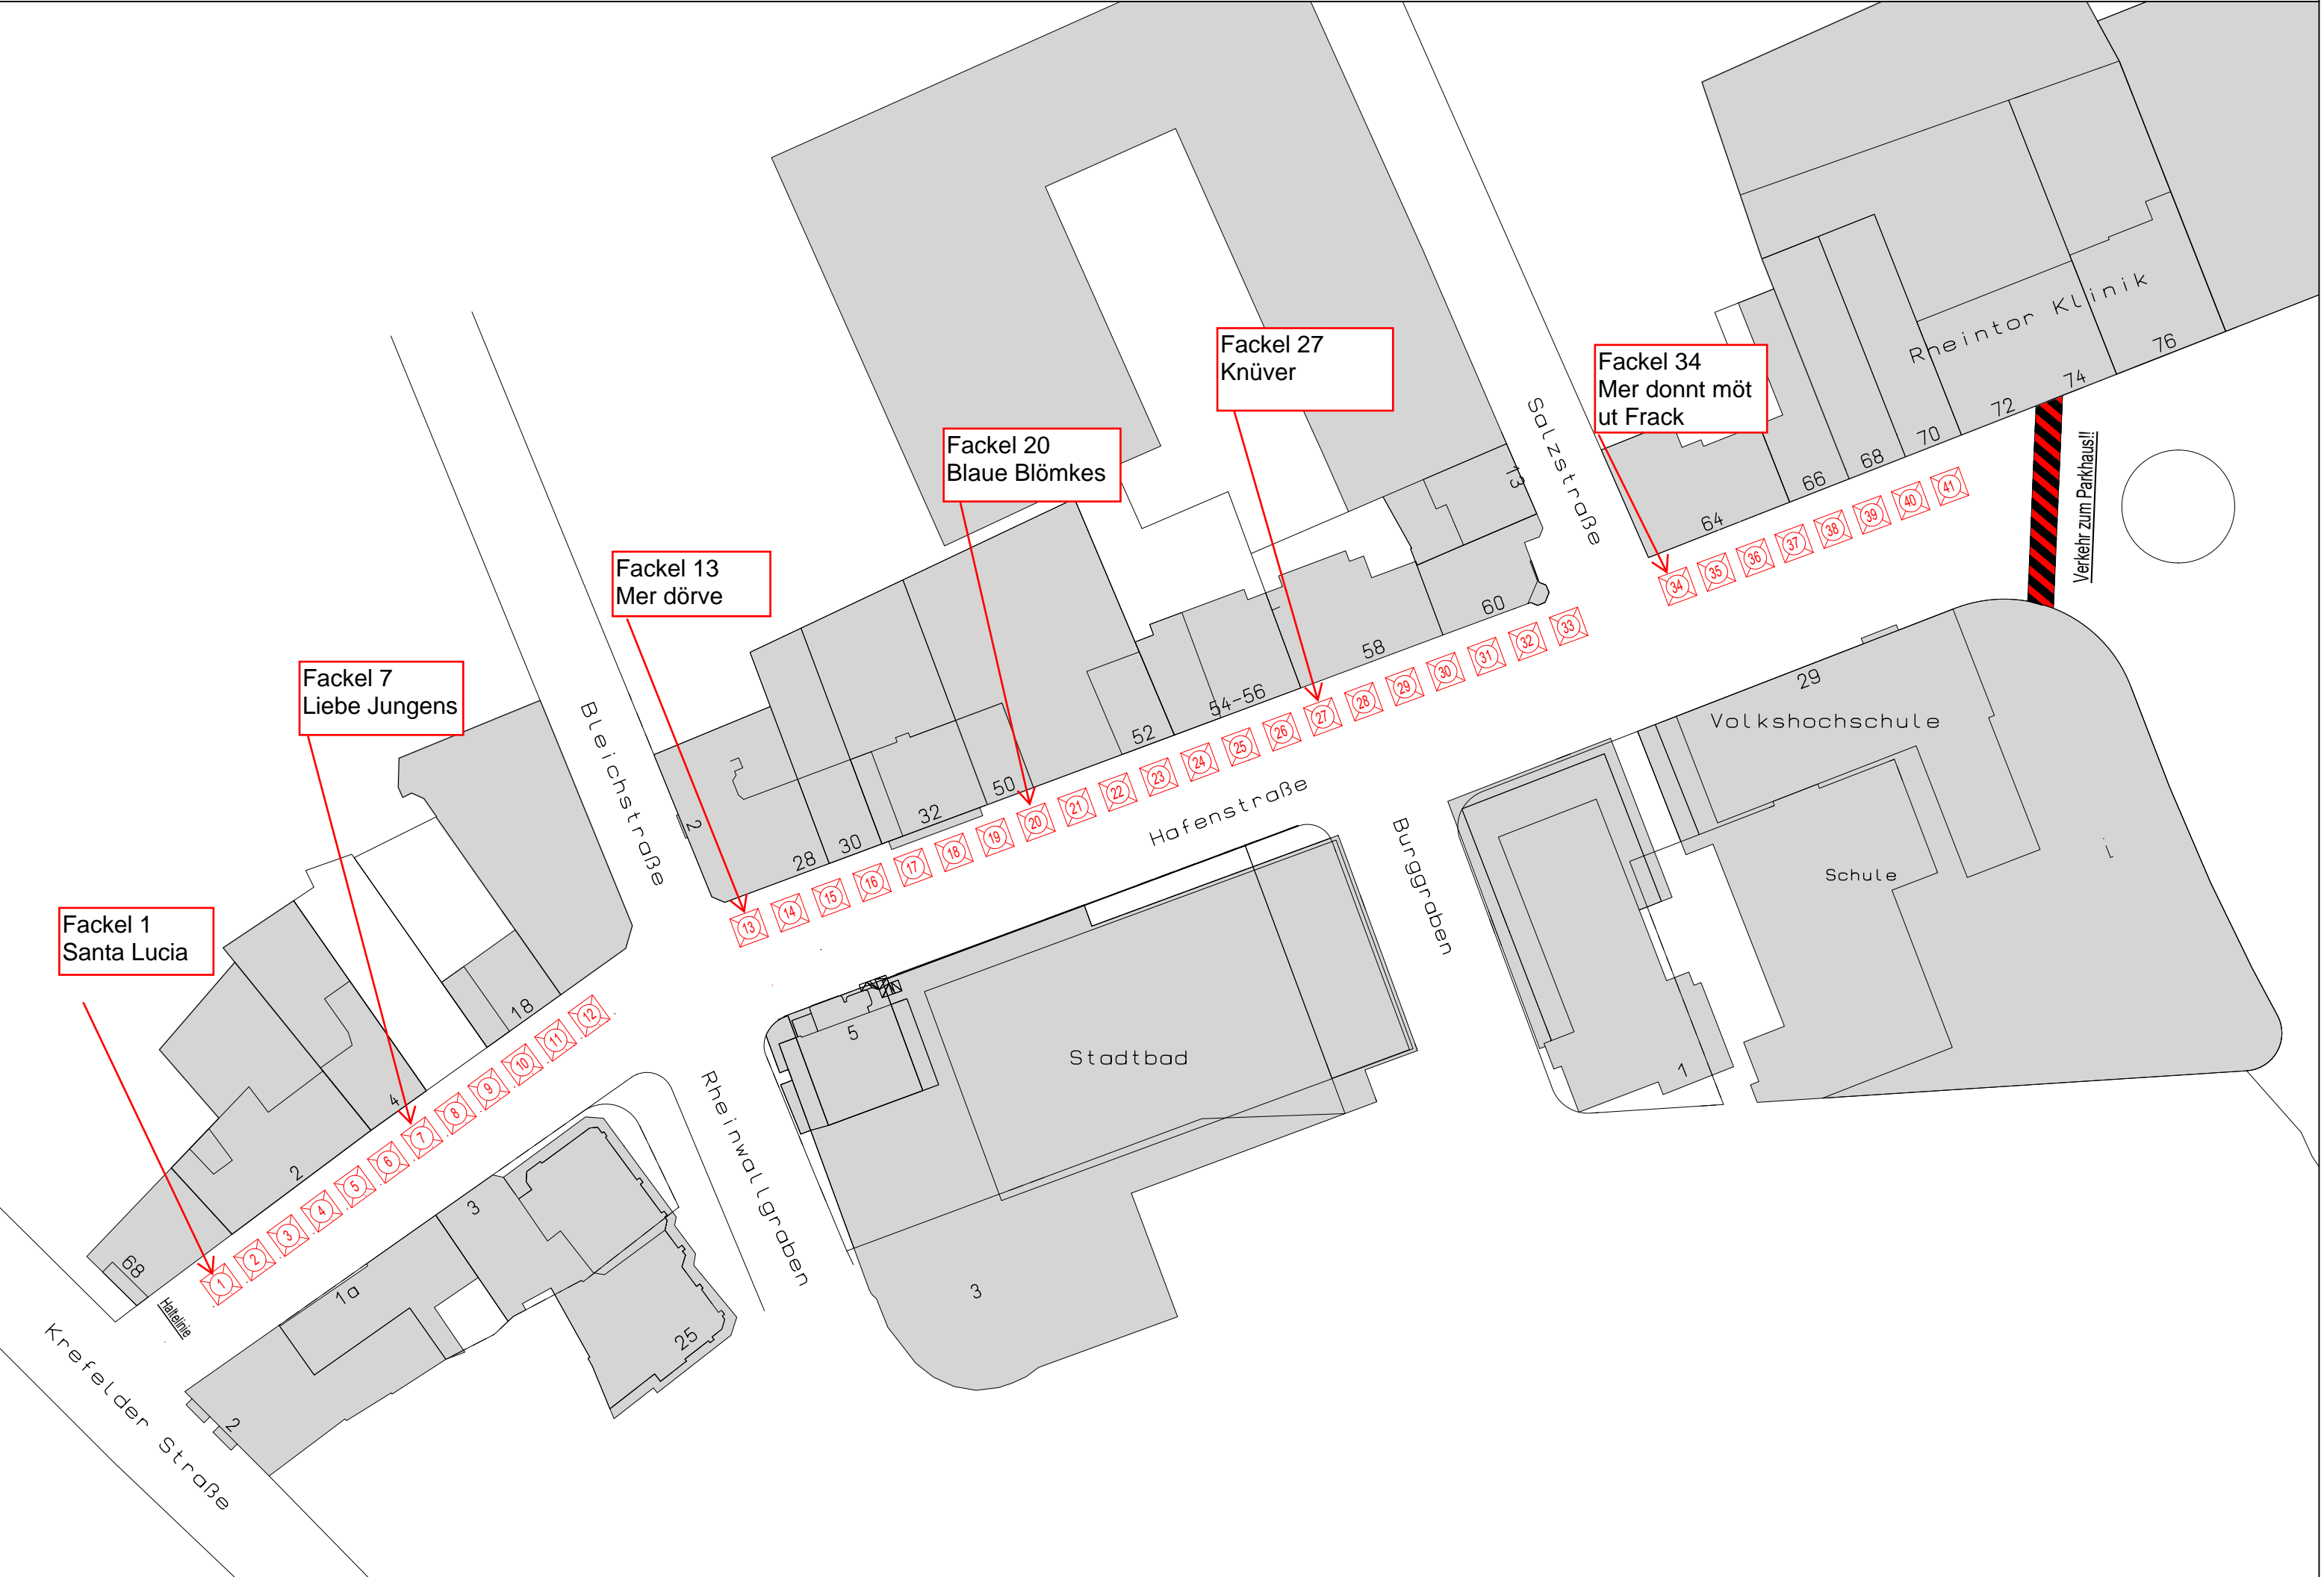 Fackel 1
Santa Lucia
Fackel 7
Liebe Jungens
Fackel 13
Mer dörve
Fackel 20
Blaue Blömkes
Fackel 27
Knüver
Fackel 34
Mer donnt möt
ut Frack
Bleichstraße
Salzstraße
Rheintor Klinik
Verkehr zum Parkhaus!!
Hafenstraße
Burggraben
Volkshochschule
Schule
Stadtbad
Rheinwallgraben
Krefelder Straße
Haltelinie
68
2
4
18
2
28
30
32
50
52
54-56
58
60
13
64
66
68
70
72
74
76
1a
3
25
2
5
3
1
29
i
1
2
3
4
5
6
7
8
9
10
11
12
13
14
15
16
17
18
19
20
21
22
23
24
25
26
27
28
29
30
31
32
33
34
35
36
37
38
39
40
41